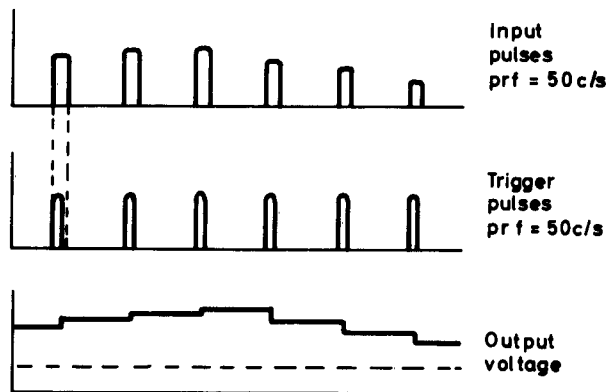 Input
pulses
prf = 50c/s
Trigger
pulses
prf = 50c/s
Output
voltage